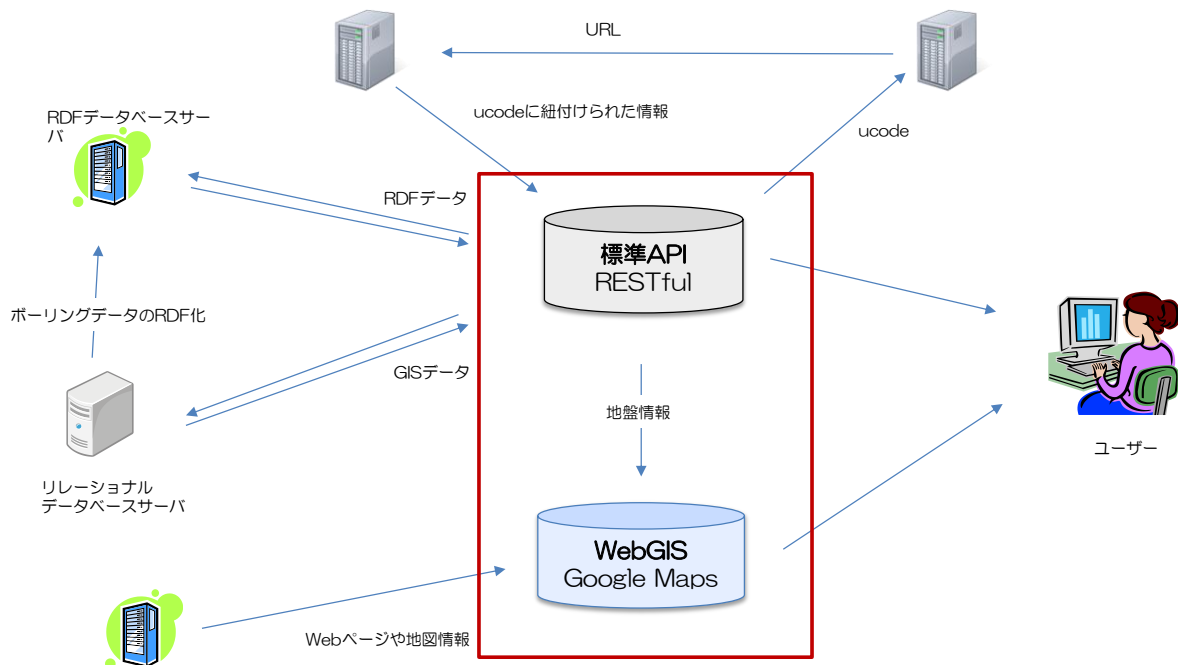 URL
ucodeに紐付けられた情報
ucode
RDFデータベースサー
バ
RDFデータ
標準API
RESTful
ボーリングデータのRDF化
GISデータ
地盤情報
ユーザー
リレーショナル
データベースサーバ
WebGIS
Google Maps
Webページや地図情報